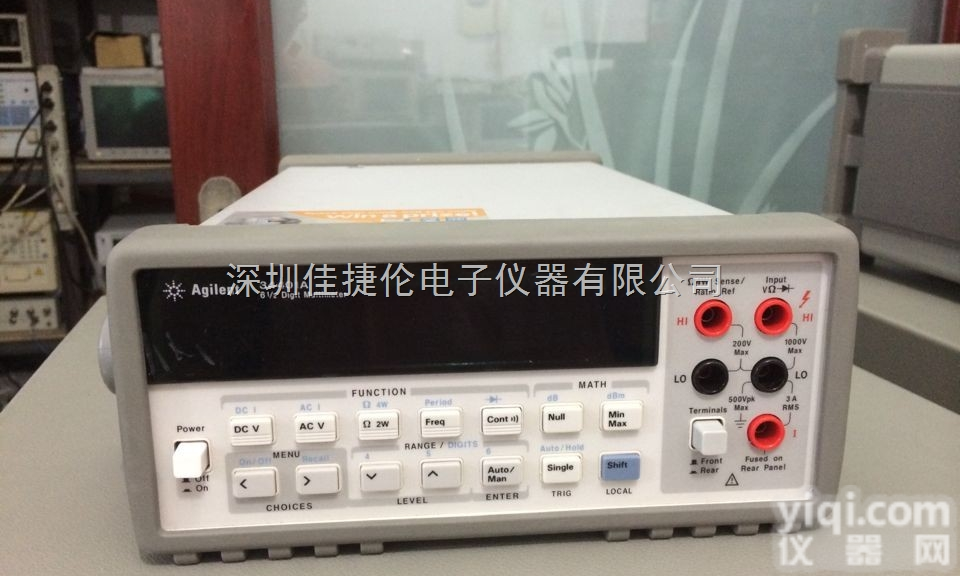 深圳佳捷伦电子仪器有限公司
Agilent
6 1/2 Digit Multimeter
Ω 4W Sense/
Ratio Ref
Input
VΩ
HI
HI
200V
Max
1000V
Max
LO
LO
500Vpk
Max
3 A
RMS
I
Fused on
Rear Panel
Terminals
Front
Rear
FUNCTION
MATH
DC I
AC I
Ω 4W
Period
dB
dBm
DC V
AC V
Ω 2W
Freq
Cont
Null
Min
Max
Power
Off
On
MENU
RANGE / DIGITS
On/Off
Recall
4
5
6
Auto/Hold
<
>
Auto/
Man
Single
Shift
CHOICES
LEVEL
ENTER
TRIG
LOCAL
yiqi.com
仪器网